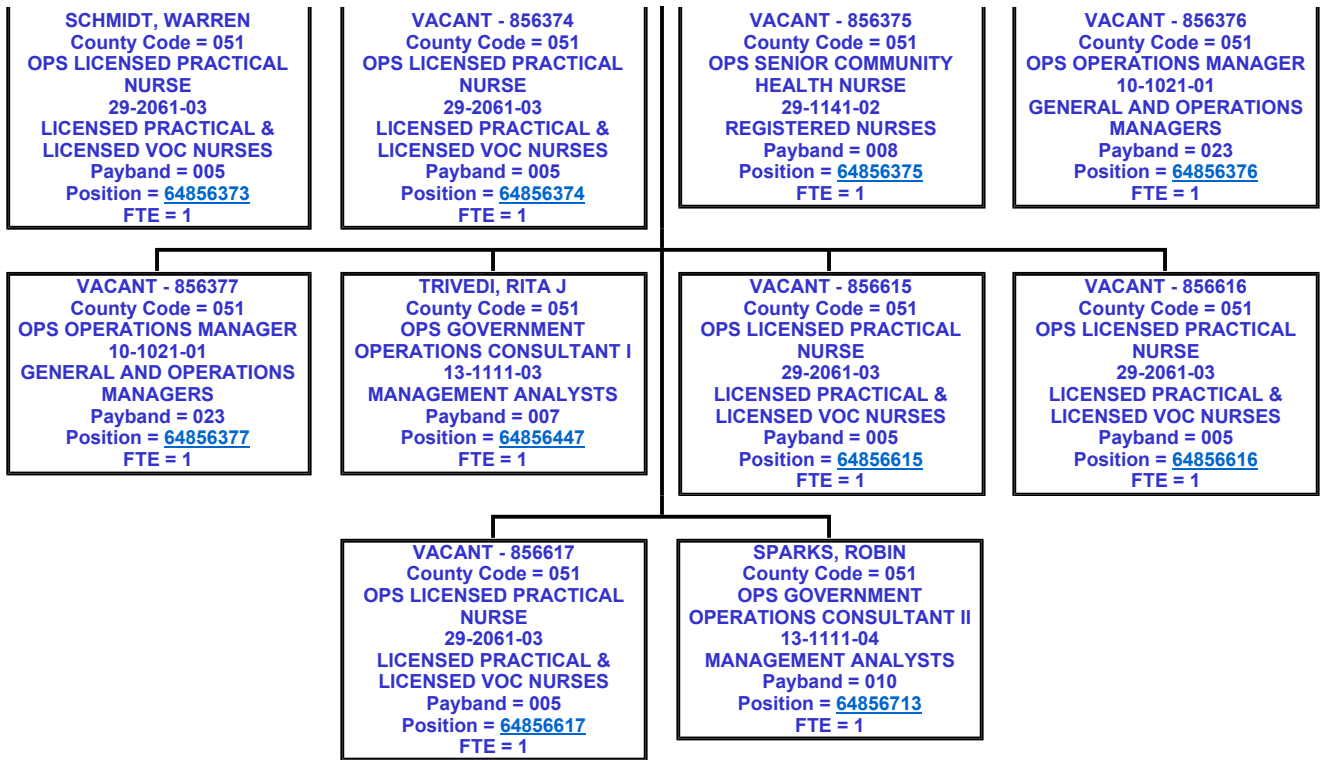 SCHMIDT, WARREN
County Code = 051
OPS LICENSED PRACTICAL
NURSE
29-2061-03
LICENSED PRACTICAL &
LICENSED VOC NURSES
Payband = 005
Position = 64856373
FTE = 1
VACANT - 856374
County Code = 051
OPS LICENSED PRACTICAL
NURSE
29-2061-03
LICENSED PRACTICAL &
LICENSED VOC NURSES
Payband = 005
Position = 64856374
FTE = 1
VACANT - 856375
County Code = 051
OPS SENIOR COMMUNITY
HEALTH NURSE
29-1141-02
REGISTERED NURSES
Payband = 008
Position = 64856375
FTE = 1
VACANT - 856376
County Code = 051
OPS OPERATIONS MANAGER
10-1021-01
GENERAL AND OPERATIONS
MANAGERS
Payband = 023
Position = 64856376
FTE = 1
VACANT - 856377
County Code = 051
OPS OPERATIONS MANAGER
10-1021-01
GENERAL AND OPERATIONS
MANAGERS
Payband = 023
Position = 64856377
FTE = 1
TRIVEDI, RITA J
County Code = 051
OPS GOVERNMENT
OPERATIONS CONSULTANT I
13-1111-03
MANAGEMENT ANALYSTS
Payband = 007
Position = 64856447
FTE = 1
VACANT - 856615
County Code = 051
OPS LICENSED PRACTICAL
NURSE
29-2061-03
LICENSED PRACTICAL &
LICENSED VOC NURSES
Payband = 005
Position = 64856615
FTE = 1
VACANT - 856616
County Code = 051
OPS LICENSED PRACTICAL
NURSE
29-2061-03
LICENSED PRACTICAL &
LICENSED VOC NURSES
Payband = 005
Position = 64856616
FTE = 1
VACANT - 856617
County Code = 051
OPS LICENSED PRACTICAL
NURSE
29-2061-03
LICENSED PRACTICAL &
LICENSED VOC NURSES
Payband = 005
Position = 64856617
FTE = 1
SPARKS, ROBIN
County Code = 051
OPS GOVERNMENT
OPERATIONS CONSULTANT II
13-1111-04
MANAGEMENT ANALYSTS
Payband = 010
Position = 64856713
FTE = 1